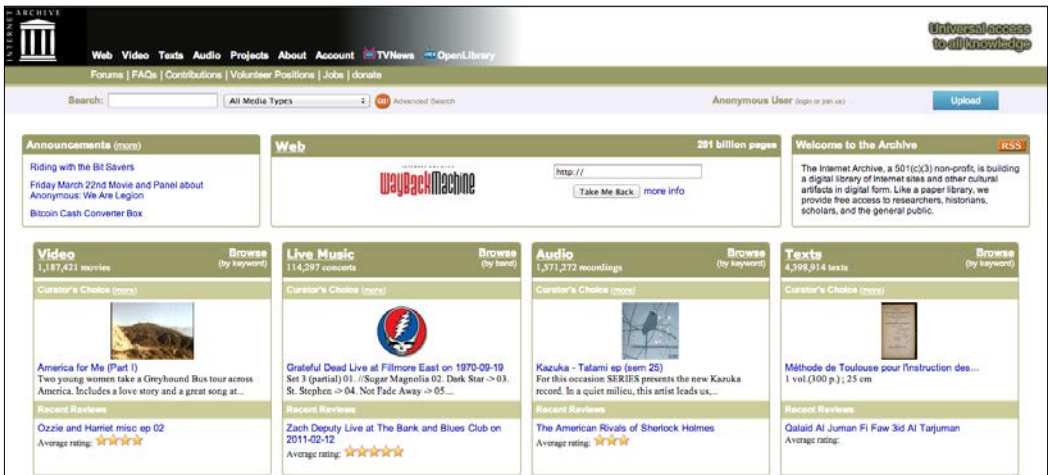 INTERNET ARCHIVE
Universal access
to all knowledge
Web Video Texts Audio Projects About Account TVNews OpenLibrary
Forums | FAQs | Contributions | Volunteer Positions | Jobs | donate
Search: All Media Types GO! Advanced Search Anonymous User (login or join us) Upload
Announcements (more)
Riding with the Bit Savers
Friday March 22nd Movie and Panel about
Anonymous: We Are Legion
Bitcoin Cash Converter Box
Web 281 billion pages
INTERNET ARCHIVE
WayBackMachine
http://
Take Me Back more info
Welcome to the Archive RSS
The Internet Archive, a 501(c)(3) non-profit, is building
a digital library of Internet sites and other cultural
artifacts in digital form. Like a paper library, we
provide free access to researchers, historians,
scholars, and the general public.
Video Browse
1,187,421 movies (by keyword)
Curator's Choice (more)
America for Me (Part I)
Two young women take a Greyhound Bus tour across
America. Includes a love story and a great song at...
Recent Reviews
Ozzie and Harriet misc ep 02
Average rating:
Live Music Browse
114,297 concerts (by band)
Curator's Choice (more)
Grateful Dead Live at Fillmore East on 1970-09-19
Set 3 (partial) 01. //Sugar Magnolia 02. Dark Star -> 03.
St. Stephen -> 04. Not Fade Away -> 05....
Recent Reviews
Zach Deputy Live at The Bank and Blues Club on
2011-02-12
Average rating:
Audio Browse
1,571,272 recordings (by keyword)
Curator's Choice (more)
Kazuka - Tatami ep (sem 25)
For this occasion SERIES presents the new Kazuka
record. In a quiet milieu, this artist leads us,...
Recent Reviews
The American Rivals of Sherlock Holmes
Average rating:
Texts Browse
4,398,914 texts (by keyword)
Curator's Choice (more)
Méthode de Toulouse pour l'instruction des...
1 vol.(300 p.) ; 25 cm
Recent Reviews
Qalaid Al Juman Fi Faw 3id Al Tarjuman
Average rating: